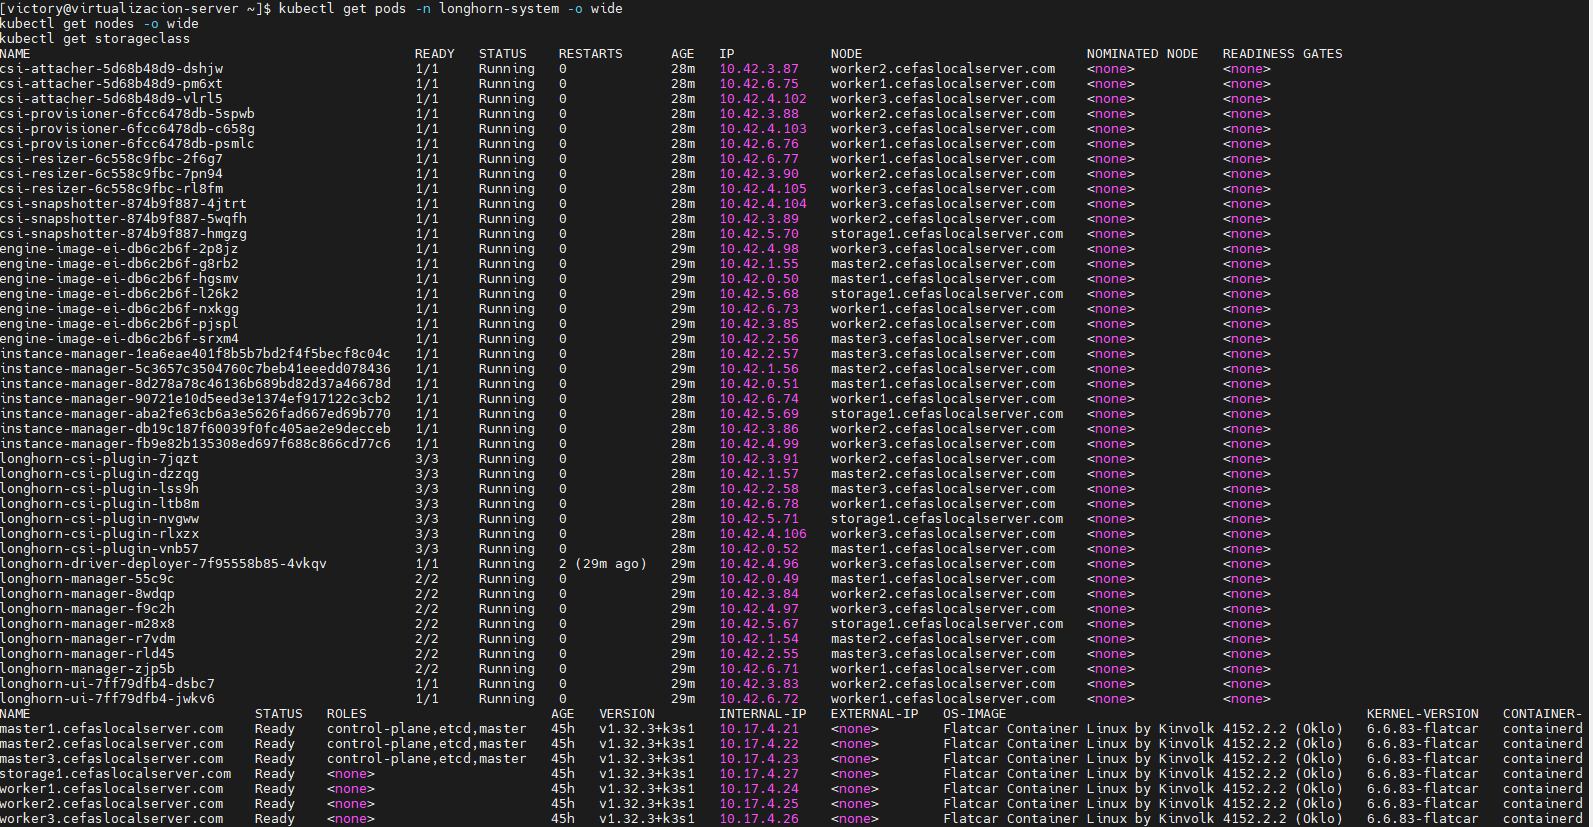 [victory@virtualizacion-server ~]$ kubectl get pods -n longhorn-system -o wide
kubectl get nodes -o wide
kubectl get storageclass
NAME READY STATUS RESTARTS AGE IP NODE NOMINATED NODE READINESS GATES
csi-attacher-5d68b48d9-dshjw 1/1 Running 0 28m 10.42.3.87 worker2.cefaslocalserver.com <none> <none>
csi-attacher-5d68b48d9-pm6xt 1/1 Running 0 28m 10.42.6.75 worker1.cefaslocalserver.com <none> <none>
csi-attacher-5d68b48d9-vlrl5 1/1 Running 0 28m 10.42.4.102 worker3.cefaslocalserver.com <none> <none>
csi-provisioner-6fcc6478db-5spwb 1/1 Running 0 28m 10.42.3.88 worker2.cefaslocalserver.com <none> <none>
csi-provisioner-6fcc6478db-c658g 1/1 Running 0 28m 10.42.4.103 worker3.cefaslocalserver.com <none> <none>
csi-provisioner-6fcc6478db-psmlc 1/1 Running 0 28m 10.42.6.76 worker1.cefaslocalserver.com <none> <none>
csi-resizer-6c558c9fbc-2f6g7 1/1 Running 0 28m 10.42.6.77 worker1.cefaslocalserver.com <none> <none>
csi-resizer-6c558c9fbc-7pn94 1/1 Running 0 28m 10.42.3.90 worker2.cefaslocalserver.com <none> <none>
csi-resizer-6c558c9fbc-rl8fm 1/1 Running 0 28m 10.42.4.105 worker3.cefaslocalserver.com <none> <none>
csi-snapshotter-874b9f887-4jtrt 1/1 Running 0 28m 10.42.4.104 worker3.cefaslocalserver.com <none> <none>
csi-snapshotter-874b9f887-5wqfh 1/1 Running 0 28m 10.42.3.89 worker2.cefaslocalserver.com <none> <none>
csi-snapshotter-874b9f887-hmgzg 1/1 Running 0 28m 10.42.5.70 storage1.cefaslocalserver.com <none> <none>
engine-image-ei-db6c2b6f-2p8jz 1/1 Running 0 29m 10.42.4.98 worker3.cefaslocalserver.com <none> <none>
engine-image-ei-db6c2b6f-g8rb2 1/1 Running 0 29m 10.42.1.55 master2.cefaslocalserver.com <none> <none>
engine-image-ei-db6c2b6f-hgsmv 1/1 Running 0 29m 10.42.0.50 master1.cefaslocalserver.com <none> <none>
engine-image-ei-db6c2b6f-l26k2 1/1 Running 0 29m 10.42.5.68 storage1.cefaslocalserver.com <none> <none>
engine-image-ei-db6c2b6f-nxkgg 1/1 Running 0 29m 10.42.6.73 worker1.cefaslocalserver.com <none> <none>
engine-image-ei-db6c2b6f-pjspl 1/1 Running 0 29m 10.42.3.85 worker2.cefaslocalserver.com <none> <none>
engine-image-ei-db6c2b6f-srxm4 1/1 Running 0 29m 10.42.2.56 master3.cefaslocalserver.com <none> <none>
instance-manager-1ea6eae401f8b5b7bd2f4f5becf8c04c 1/1 Running 0 28m 10.42.2.57 master3.cefaslocalserver.com <none> <none>
instance-manager-5c3657c3504760c7beb41eeedd078436 1/1 Running 0 28m 10.42.1.56 master2.cefaslocalserver.com <none> <none>
instance-manager-8d278a78c46136b689bd82d37a46678d 1/1 Running 0 29m 10.42.0.51 master1.cefaslocalserver.com <none> <none>
instance-manager-90721e10d5eed3e1374ef917122c3cb2 1/1 Running 0 28m 10.42.6.74 worker1.cefaslocalserver.com <none> <none>
instance-manager-aba2fe63cb6a3e5626fad667ed69b770 1/1 Running 0 28m 10.42.5.69 storage1.cefaslocalserver.com <none> <none>
instance-manager-db19c187f60039f0fc405ae2e9decceb 1/1 Running 0 28m 10.42.3.86 worker2.cefaslocalserver.com <none> <none>
instance-manager-fb9e82b135308ed697f688c866cd77c6 1/1 Running 0 28m 10.42.4.99 worker3.cefaslocalserver.com <none> <none>
longhorn-csi-plugin-7jqzt 3/3 Running 0 28m 10.42.3.91 worker2.cefaslocalserver.com <none> <none>
longhorn-csi-plugin-dzzqg 3/3 Running 0 28m 10.42.1.57 master2.cefaslocalserver.com <none> <none>
longhorn-csi-plugin-lss9h 3/3 Running 0 28m 10.42.2.58 master3.cefaslocalserver.com <none> <none>
longhorn-csi-plugin-ltb8m 3/3 Running 0 28m 10.42.6.78 worker1.cefaslocalserver.com <none> <none>
longhorn-csi-plugin-nvgww 3/3 Running 0 28m 10.42.5.71 storage1.cefaslocalserver.com <none> <none>
longhorn-csi-plugin-rlxzx 3/3 Running 0 28m 10.42.4.106 worker3.cefaslocalserver.com <none> <none>
longhorn-csi-plugin-vnb57 3/3 Running 0 28m 10.42.0.52 master1.cefaslocalserver.com <none> <none>
longhorn-driver-deployer-7f95558b85-4vkqv 1/1 Running 2 (29m ago) 29m 10.42.4.96 worker3.cefaslocalserver.com <none> <none>
longhorn-manager-55c9c 2/2 Running 0 29m 10.42.0.49 master1.cefaslocalserver.com <none> <none>
longhorn-manager-8wdqp 2/2 Running 0 29m 10.42.3.84 worker2.cefaslocalserver.com <none> <none>
longhorn-manager-f9c2h 2/2 Running 0 29m 10.42.4.97 worker3.cefaslocalserver.com <none> <none>
longhorn-manager-m28x8 2/2 Running 0 29m 10.42.5.67 storage1.cefaslocalserver.com <none> <none>
longhorn-manager-r7vdm 2/2 Running 0 29m 10.42.1.54 master2.cefaslocalserver.com <none> <none>
longhorn-manager-rld45 2/2 Running 0 29m 10.42.2.55 master3.cefaslocalserver.com <none> <none>
longhorn-manager-zjp5b 2/2 Running 0 29m 10.42.6.71 worker1.cefaslocalserver.com <none> <none>
longhorn-ui-7ff79dfb4-dsbc7 1/1 Running 0 29m 10.42.3.83 worker2.cefaslocalserver.com <none> <none>
longhorn-ui-7ff79dfb4-jwkv6 1/1 Running 0 29m 10.42.6.72 worker1.cefaslocalserver.com <none> <none>
NAME STATUS ROLES AGE VERSION INTERNAL-IP EXTERNAL-IP OS-IMAGE KERNEL-VERSION CONTAINER-
master1.cefaslocalserver.com Ready control-plane,etcd,master 45h v1.32.3+k3s1 10.17.4.21 <none> Flatcar Container Linux by Kinvolk 4152.2.2 (Oklo) 6.6.83-flatcar containerd
master2.cefaslocalserver.com Ready control-plane,etcd,master 45h v1.32.3+k3s1 10.17.4.22 <none> Flatcar Container Linux by Kinvolk 4152.2.2 (Oklo) 6.6.83-flatcar containerd
master3.cefaslocalserver.com Ready control-plane,etcd,master 45h v1.32.3+k3s1 10.17.4.23 <none> Flatcar Container Linux by Kinvolk 4152.2.2 (Oklo) 6.6.83-flatcar containerd
storage1.cefaslocalserver.com Ready <none> 45h v1.32.3+k3s1 10.17.4.27 <none> Flatcar Container Linux by Kinvolk 4152.2.2 (Oklo) 6.6.83-flatcar containerd
worker1.cefaslocalserver.com Ready <none> 45h v1.32.3+k3s1 10.17.4.24 <none> Flatcar Container Linux by Kinvolk 4152.2.2 (Oklo) 6.6.83-flatcar containerd
worker2.cefaslocalserver.com Ready <none> 45h v1.32.3+k3s1 10.17.4.25 <none> Flatcar Container Linux by Kinvolk 4152.2.2 (Oklo) 6.6.83-flatcar containerd
worker3.cefaslocalserver.com Ready <none> 45h v1.32.3+k3s1 10.17.4.26 <none> Flatcar Container Linux by Kinvolk 4152.2.2 (Oklo) 6.6.83-flatcar containerd